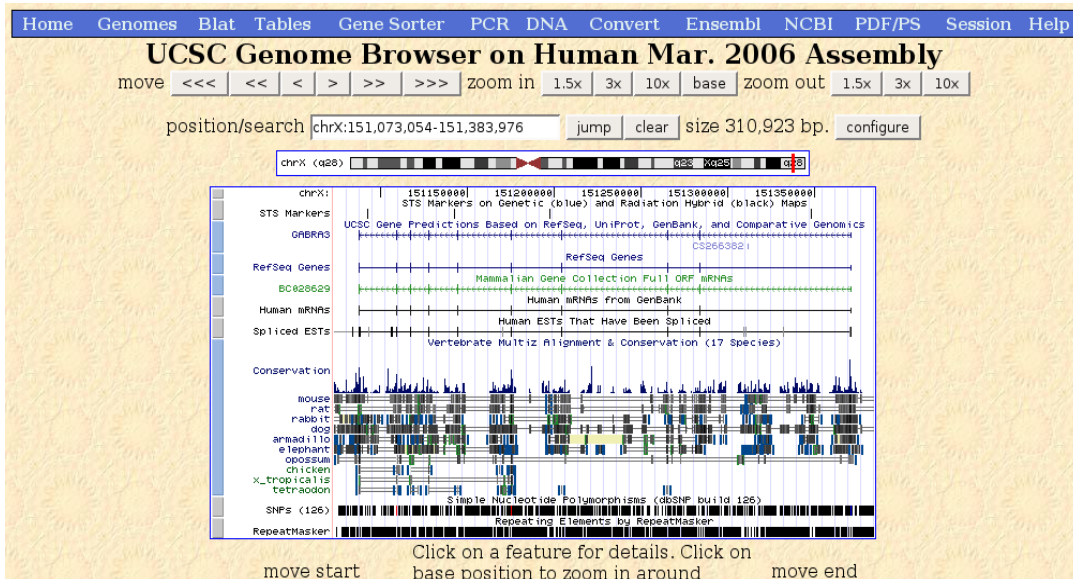 Home Genomes Blat Tables Gene Sorter PCR DNA Convert Ensembl NCBI PDF/PS Session Help
UCSC Genome Browser on Human Mar. 2006 Assembly
move <<< << < > >> >>> zoom in 1.5x 3x 10x base zoom out 1.5x 3x 10x
position/search chrX:151,073,054-151,383,976 jump clear size 310,923 bp. configure
chrX (q28) q23 Xq25 q28
chrX: 151150000| 151200000| 151250000| 151300000| 151350000|
STS Markers on Genetic (blue) and Radiation Hybrid (black) Maps
STS Markers
UCSC Gene Predictions Based on RefSeq, UniProt, GenBank, and Comparative Genomics
GABRA3
CS266382
RefSeq Genes
RefSeq Genes
Mammalian Gene Collection Full ORF mRNAs
BC028629
Human mRNAs from GenBank
Human mRNAs
Human ESTs That Have Been Spliced
Spliced ESTs
Vertebrate Multiz Alignment & Conservation (17 Species)
Conservation
mouse
rat
rabbit
dog
armadillo
elephant
opossum
chicken
x_tropicalis
tetraodon
Simple Nucleotide Polymorphisms (dbSNP build 126)
SNPs (126)
Repeating Elements by RepeatMasker
RepeatMasker
Click on a feature for details. Click on
move start base position to zoom in around move end